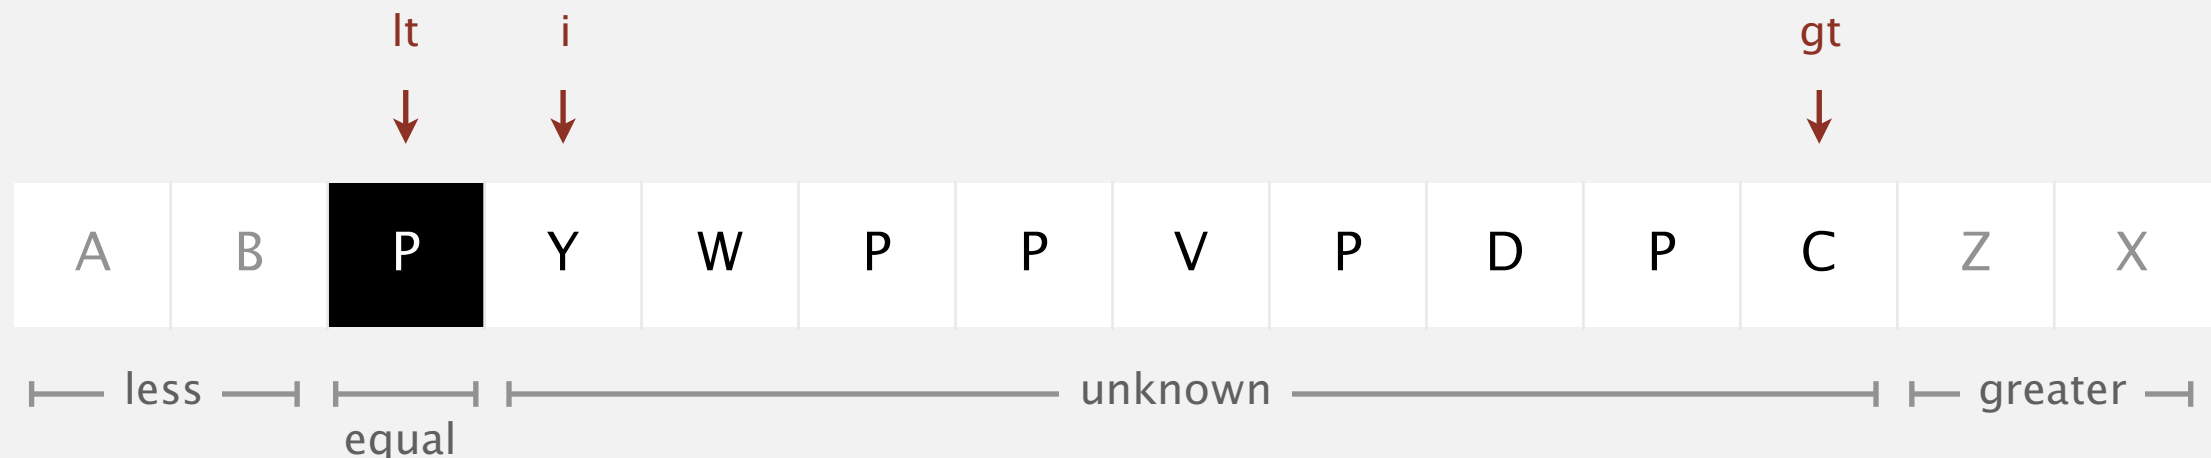 lt i gt
A B P Y W P P V P D P C Z X
less unknown greater
equal